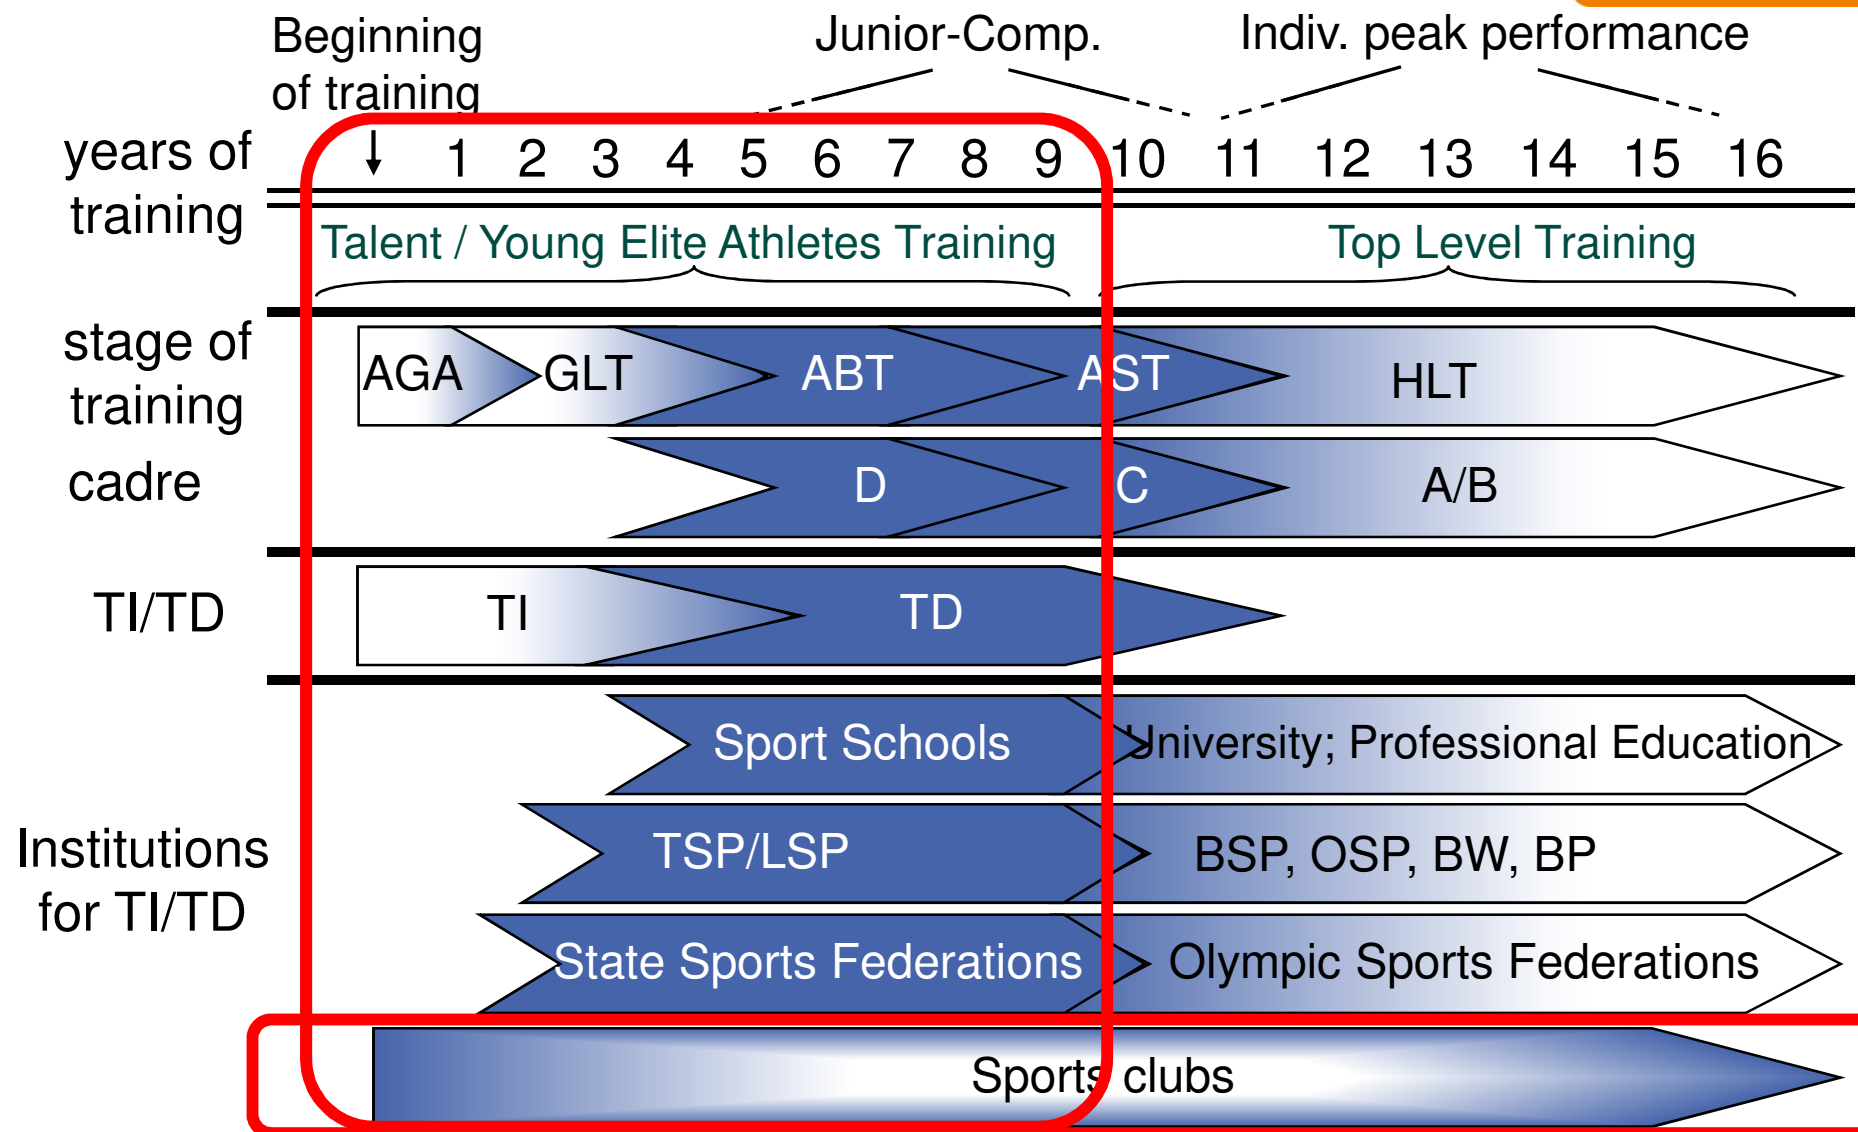 Beginning
of training
Junior-Comp.
Indiv. peak performance
years of
training
1 2 3 4 5 6 7 8 9 10 11 12 13 14 15 16
Talent / Young Elite Athletes Training
Top Level Training
stage of
training
AGA GLT ABT AST HLT
cadre
D C A/B
TI/TD
TI TD
Institutions
for TI/TD
Sport Schools
University; Professional Education
TSP/LSP
BSP, OSP, BW, BP
State Sports Federations
Olympic Sports Federations
Sports clubs